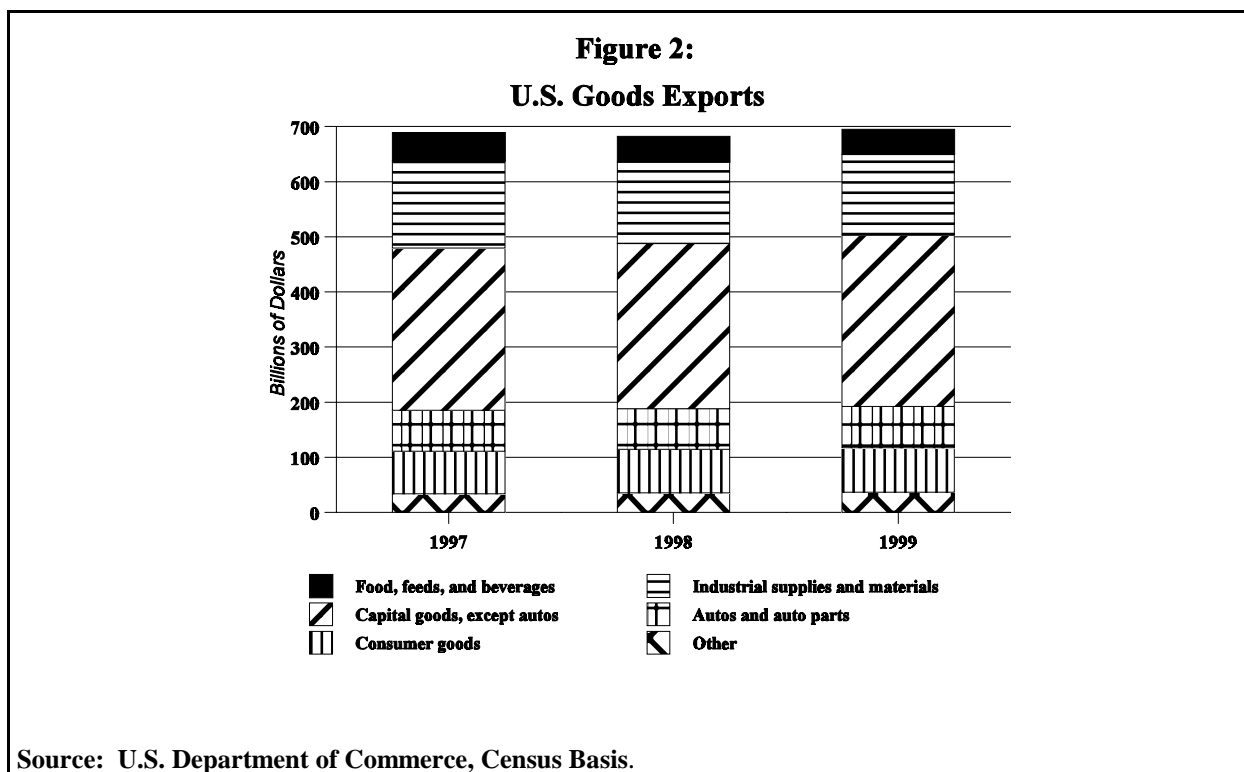 Figure 2:
U.S. Goods Exports
700
600
500
400
300
200
100
0
Billions of Dollars
1997 1998 1999
Food, feeds, and beverages Industrial supplies and materials
Capital goods, except autos Autos and auto parts
Consumer goods Other
Source: U.S. Department of Commerce, Census Basis.